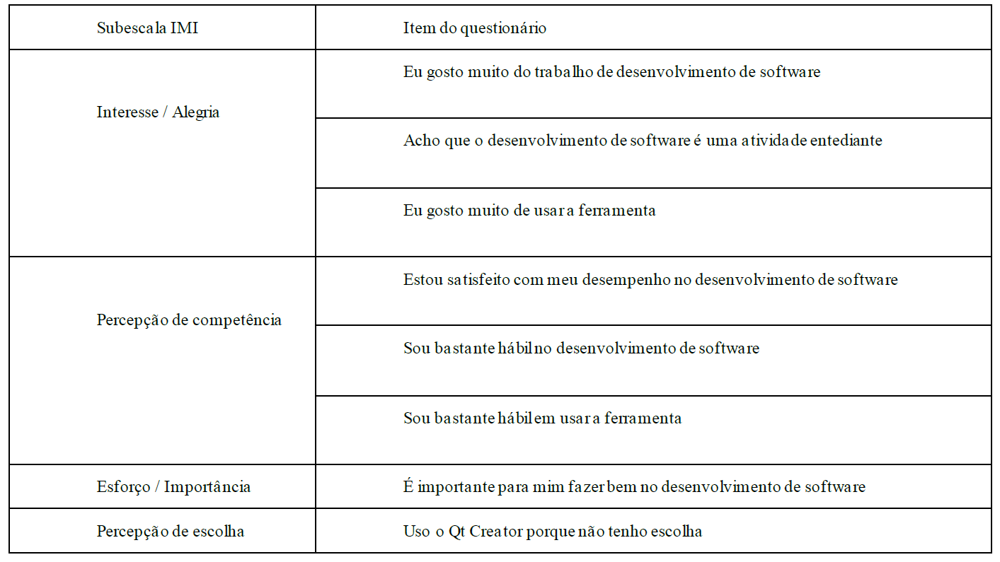 Subescala IMI
Item do questionário
Interesse / Alegria
Eu gosto muito do trabalho de desenvolvimento de software
Acho que o desenvolvimento de software é uma atividade entediante
Eu gosto muito de usar a ferramenta
Percepção de competência
Estou satisfeito com meu desempenho no desenvolvimento de software
Sou bastante hábil no desenvolvimento de software
Sou bastante hábil em usar a ferramenta
Esforço / Importância
É importante para mim fazer bem no desenvolvimento de software
Percepção de escolha
Uso o Qt Creator porque não tenho escolha